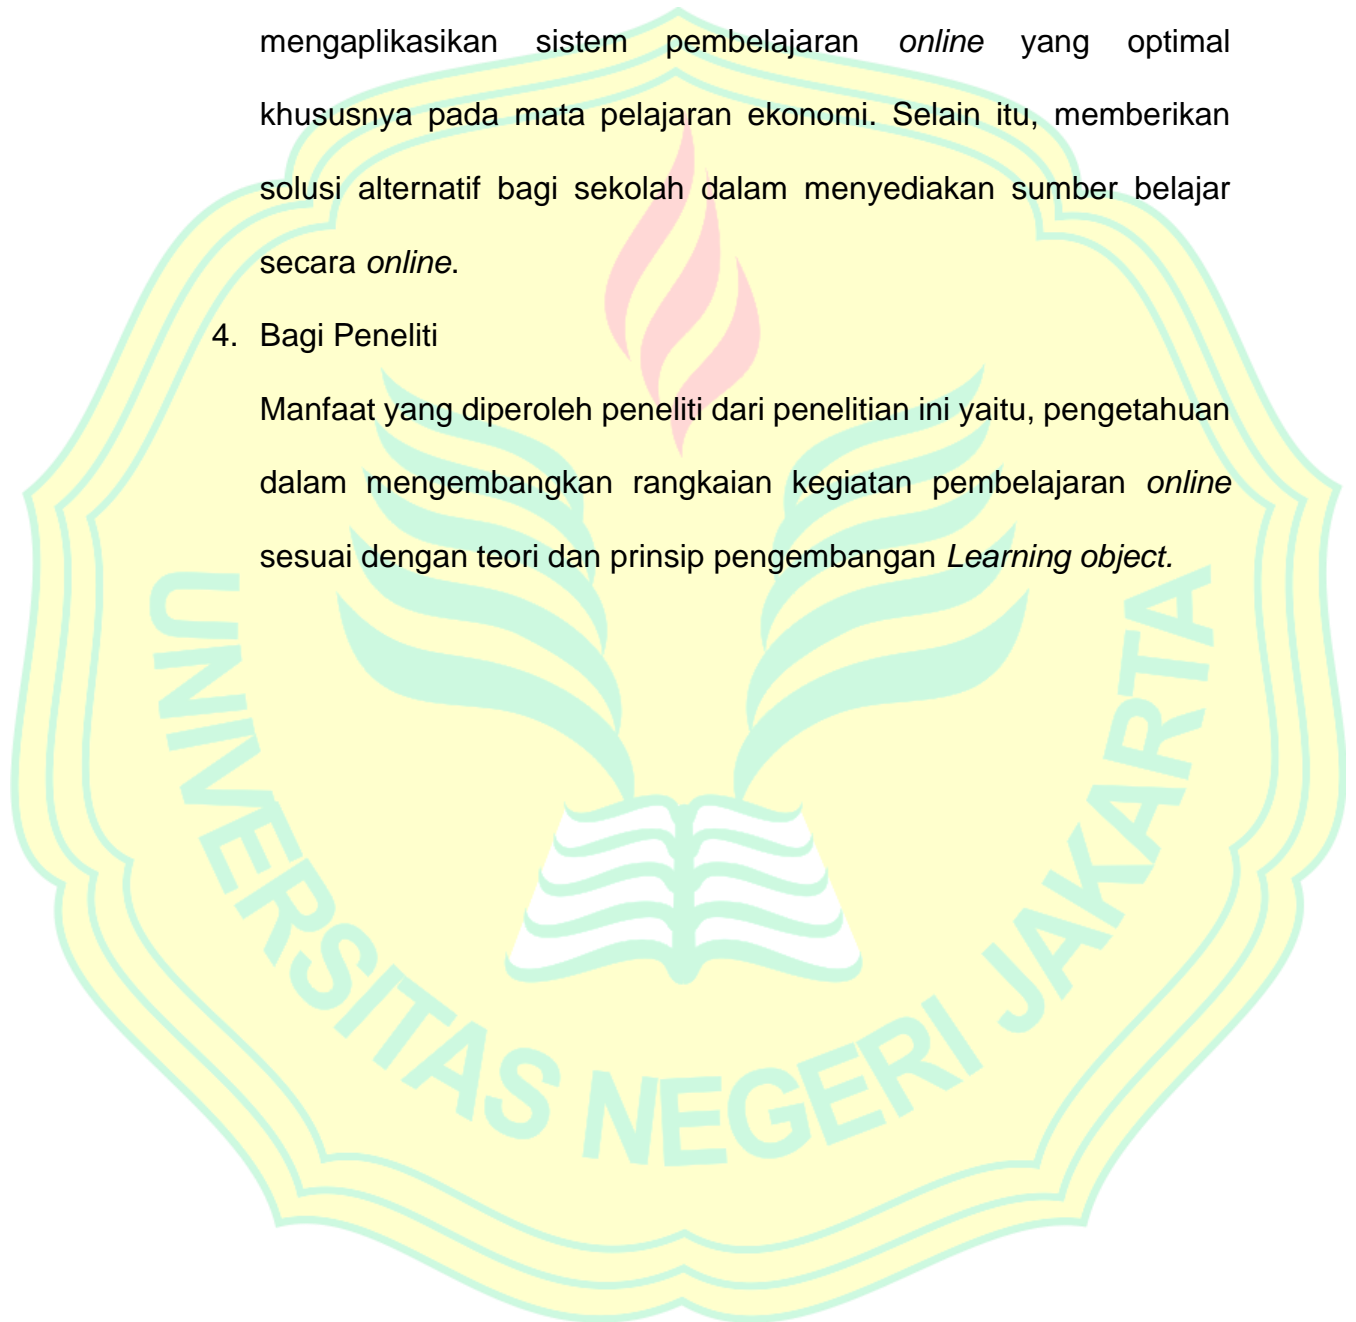 mengaplikasikan sistem pembelajaran online yang optimal
khususnya pada mata pelajaran ekonomi. Selain itu, memberikan
solusi alternatif bagi sekolah dalam menyediakan sumber belajar
secara online.
4. Bagi Peneliti
Manfaat yang diperoleh peneliti dari penelitian ini yaitu, pengetahuan
dalam mengembangkan rangkaian kegiatan pembelajaran online
sesuai dengan teori dan prinsip pengembangan Learning object.
UNIVERSITAS NEGERI JAKARTA